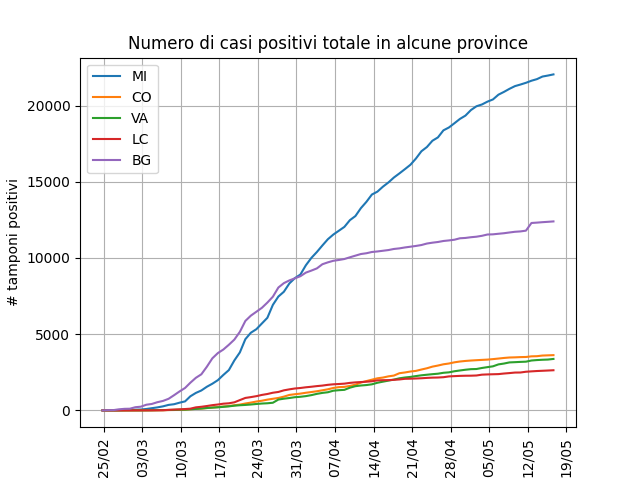 Numero di casi positivi totale in alcune province
MI
CO
VA
LC
BG
# tamponi positivi
20000
15000
10000
5000
0
25/02
03/03
10/03
17/03
24/03
31/03
07/04
14/04
21/04
28/04
05/05
12/05
19/05